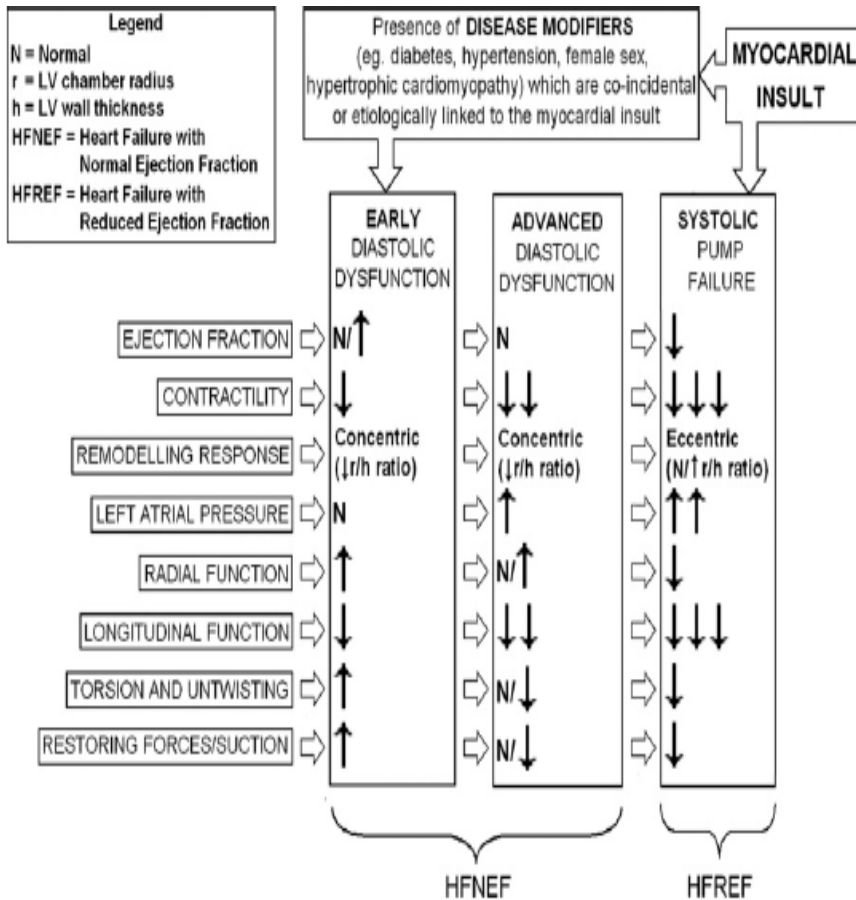 Legend
N = Normal
r = LV chamber radius
h = LV wall thickness
HFNEF = Heart Failure with
Normal Ejection Fraction
HFREF = Heart Failure with
Reduced Ejection Fraction
Presence of DISEASE MODIFIERS
(eg. diabetes, hypertension, female sex,
hypertrophic cardiomyopathy) which are co-incidental
or etiologically linked to the myocardial insult
MYOCARDIAL
INSULT
EARLY
DIASTOLIC
DYSFUNCTION
ADVANCED
DIASTOLIC
DYSFUNCTION
SYSTOLIC
PUMP
FAILURE
EJECTION FRACTION N/↑ N ↓
CONTRACTILITY ↓ ↓↓ ↓↓↓
REMODELLING RESPONSE
Concentric
(↓r/h ratio)
Concentric
(↓r/h ratio)
Eccentric
(N/↑r/h ratio)
LEFT ATRIAL PRESSURE N ↑ ↑↑
RADIAL FUNCTION ↑ N/↑ ↓
LONGITUDINAL FUNCTION ↓ ↓↓ ↓↓↓
TORSION AND UNTWISTING ↑ N/↓ ↓
RESTORING FORCES/SUCTION ↑ N/↓ ↓
HFNEF HFREF